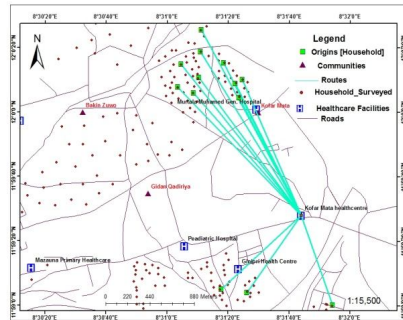 8°30'20"E 8°30'40"E 8°31'0"E 8°31'20"E 8°31'40"E 8°32'0"E
N
Legend
Origins [Household]
Communities
Routes
Household_Surveyed
Healthcare Facilities
Roads
Murtala Muhamed Gen. Hospital
Kofar Mata
Bakin Zuwo
Gidan Qadiriya
Kofar Mata healthcentre
Peadiatric Hospital
Marauna Primary Healthcare
Gwagwarwa Health Centre
0 220 440 880 Meters
1:15,500
8°30'20"E 8°30'40"E 8°31'0"E 8°31'20"E 8°31'40"E 8°32'0"E